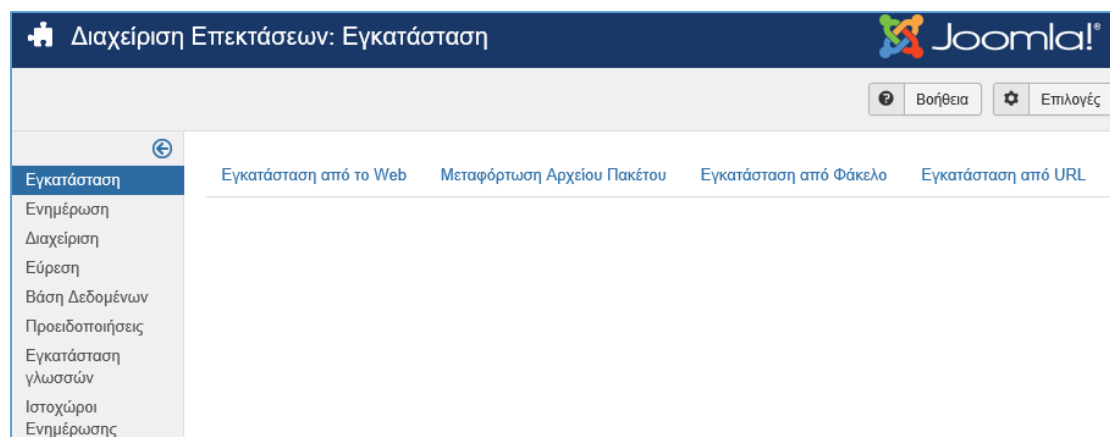 Διαχείριση Επεκτάσεων: Εγκατάσταση
Joomla!®
Βοήθεια
Επιλογές
Εγκατάσταση
Ενημέρωση
Διαχείριση
Εύρεση
Βάση Δεδομένων
Προειδοποιήσεις
Εγκατάσταση
γλωσσών
Ιστοχώροι
Ενημέρωσης
Εγκατάσταση από το Web Μεταφόρτωση Αρχείου Πακέτου Εγκατάσταση από Φάκελο Εγκατάσταση από URL